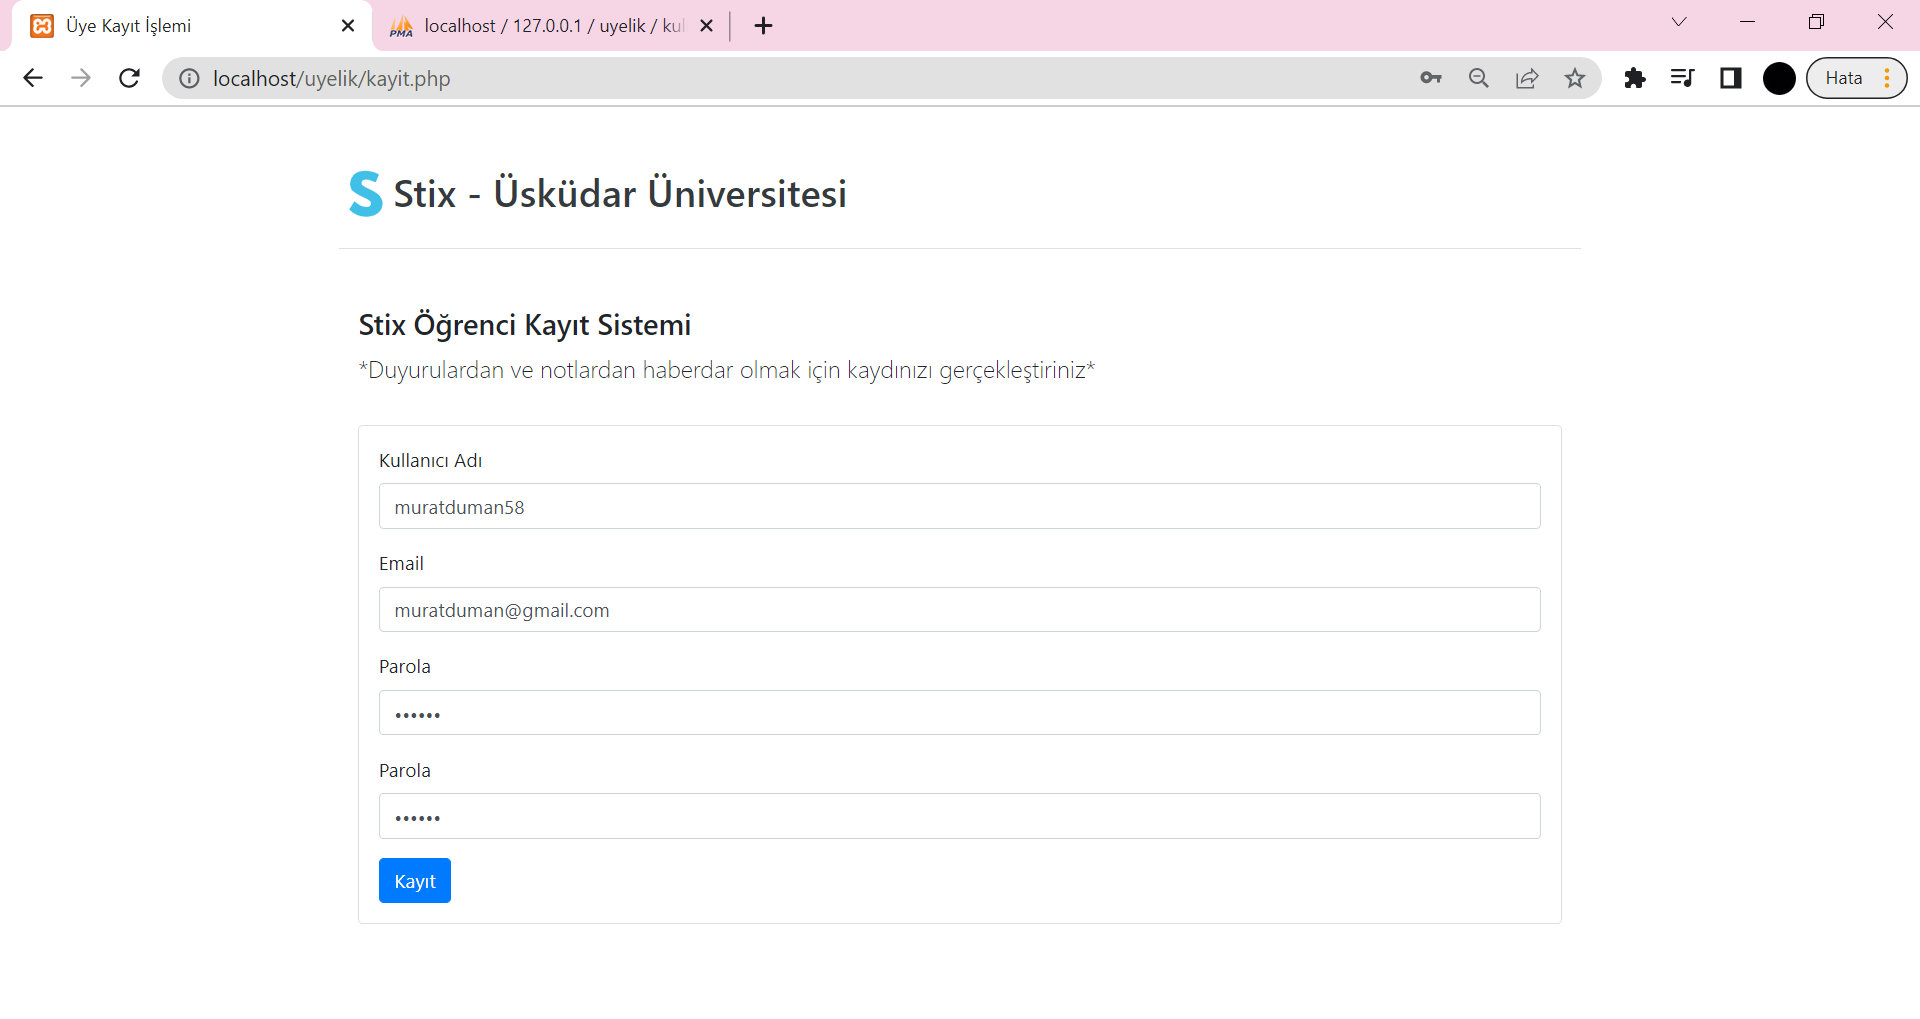 Üye Kayıt İşlemi
localhost / 127.0.0.1 / uyelik / kul
localhost/uyelik/kayit.php
Hata
S Stix - Üsküdar Üniversitesi
Stix Öğrenci Kayıt Sistemi
*Duyurulardan ve notlardan haberdar olmak için kaydınızı gerçekleştiriniz*
Kullanıcı Adı
muratduman58
Email
muratduman@gmail.com
Parola
••••••
Parola
••••••
Kayıt